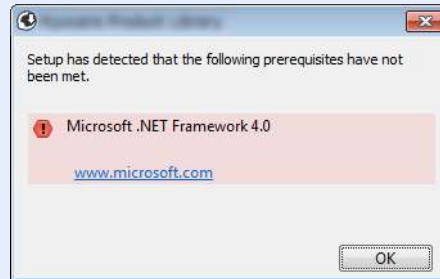 Setup has detected that the following prerequisites have not
been met.
Microsoft .NET Framework 4.0
www.microsoft.com
OK